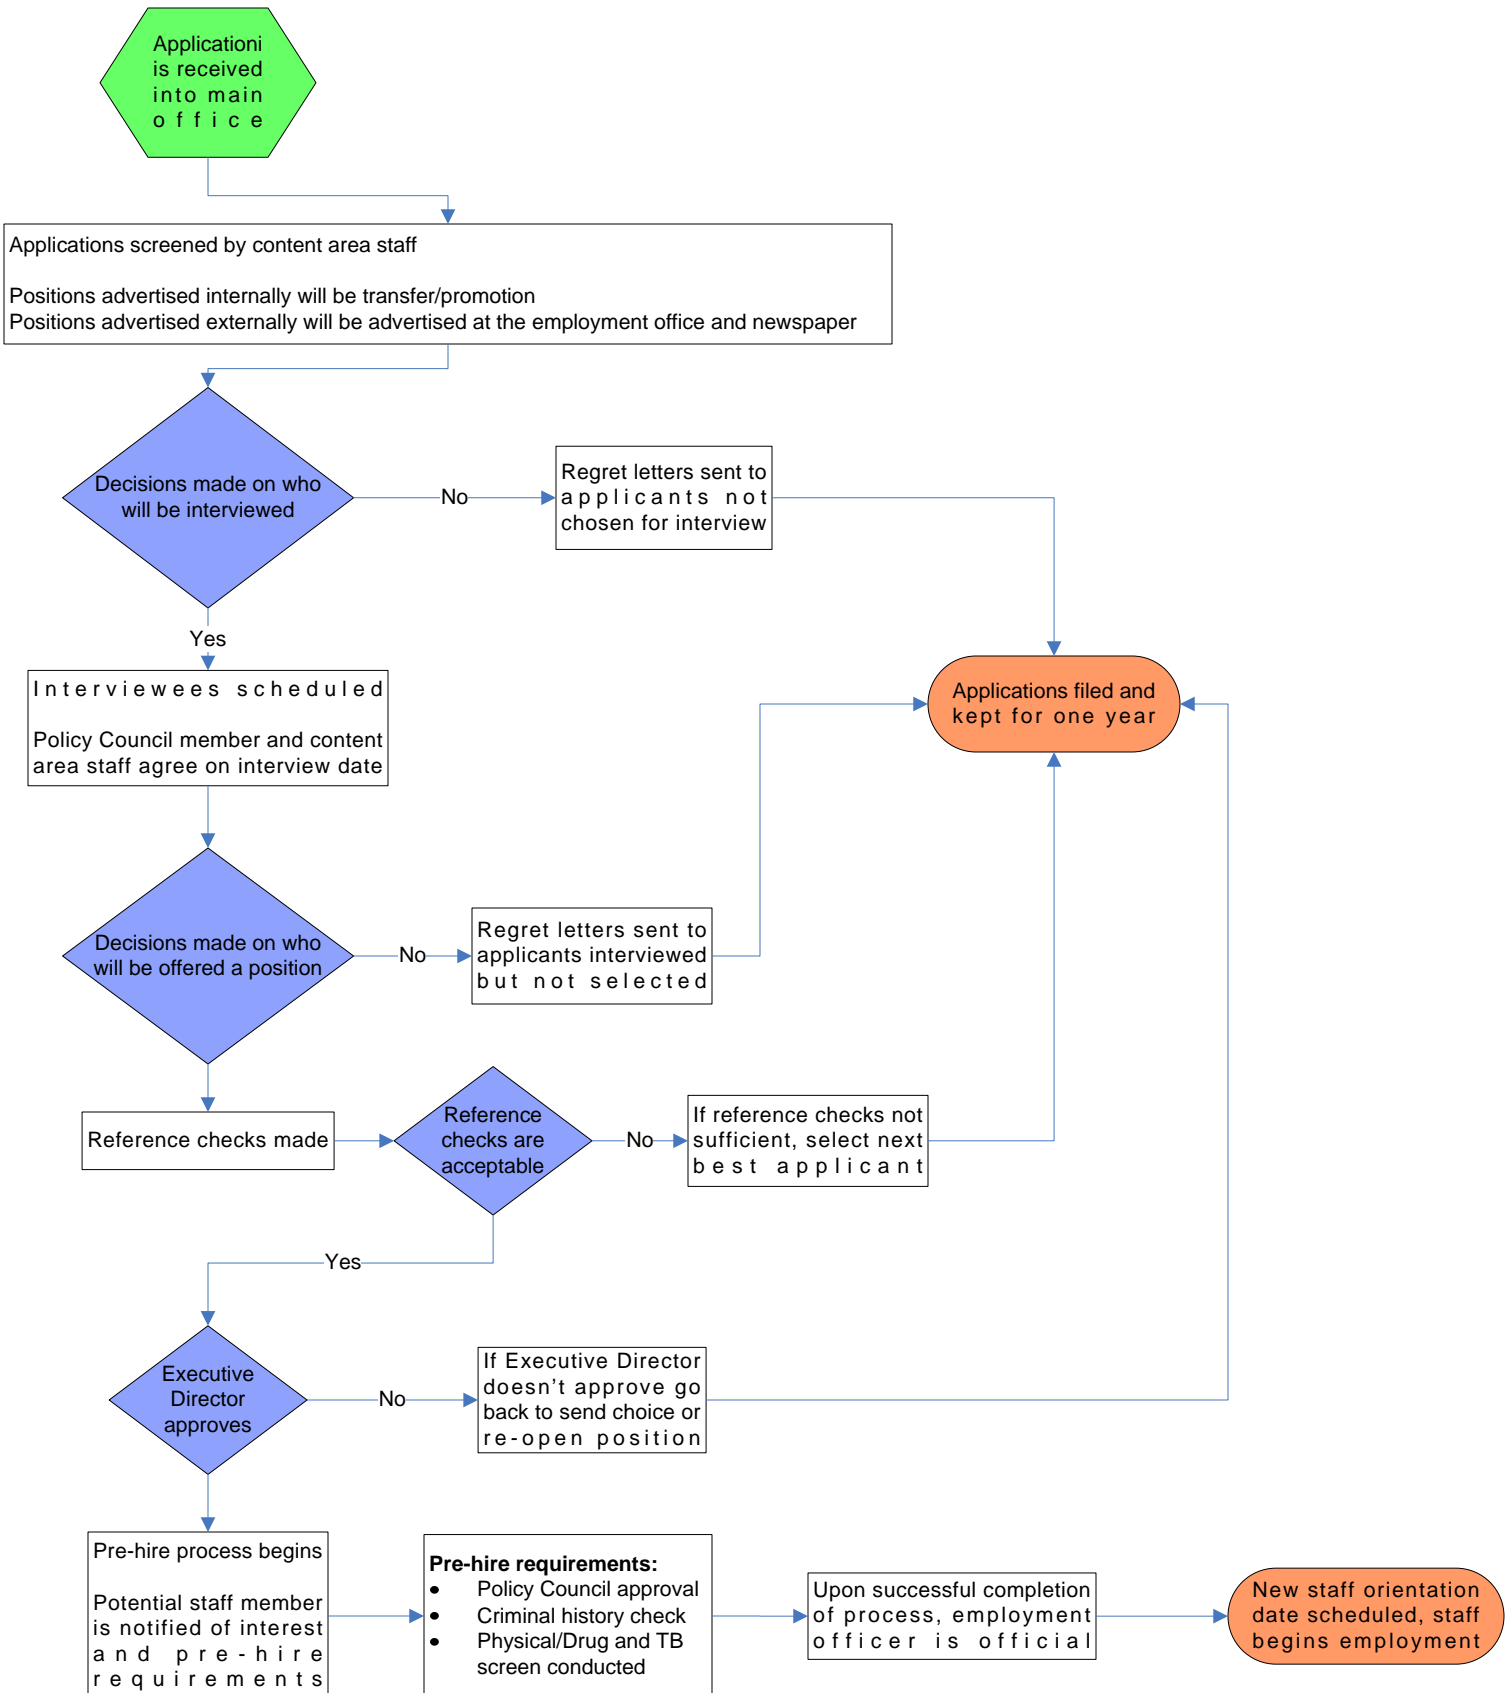 Applicationi
is received
into main
office
Applications screened by content area staff
Positions advertised internally will be transfer/promotion
Positions advertised externally will be advertised at the employment office and newspaper
Decisions made on who
will be interviewed
No
Regret letters sent to
applicants not
chosen for interview
Yes
Interviewees scheduled
Policy Council member and content
area staff agree on interview date
Applications filed and
kept for one year
Decisions made on who
will be offered a position
No
Regret letters sent to
applicants interviewed
but not selected
Reference checks made
Reference
checks are
acceptable
No
If reference checks not
sufficient, select next
best applicant
Yes
Executive
Director
approves
No
If Executive Director
doesn't approve go
back to send choice or
re-open position
Pre-hire process begins
Potential staff member
is notified of interest
and pre-hire
requirements
Pre-hire requirements:
• Policy Council approval
• Criminal history check
• Physical/Drug and TB
screen conducted
Upon successful completion
of process, employment
officer is official
New staff orientation
date scheduled, staff
begins employment